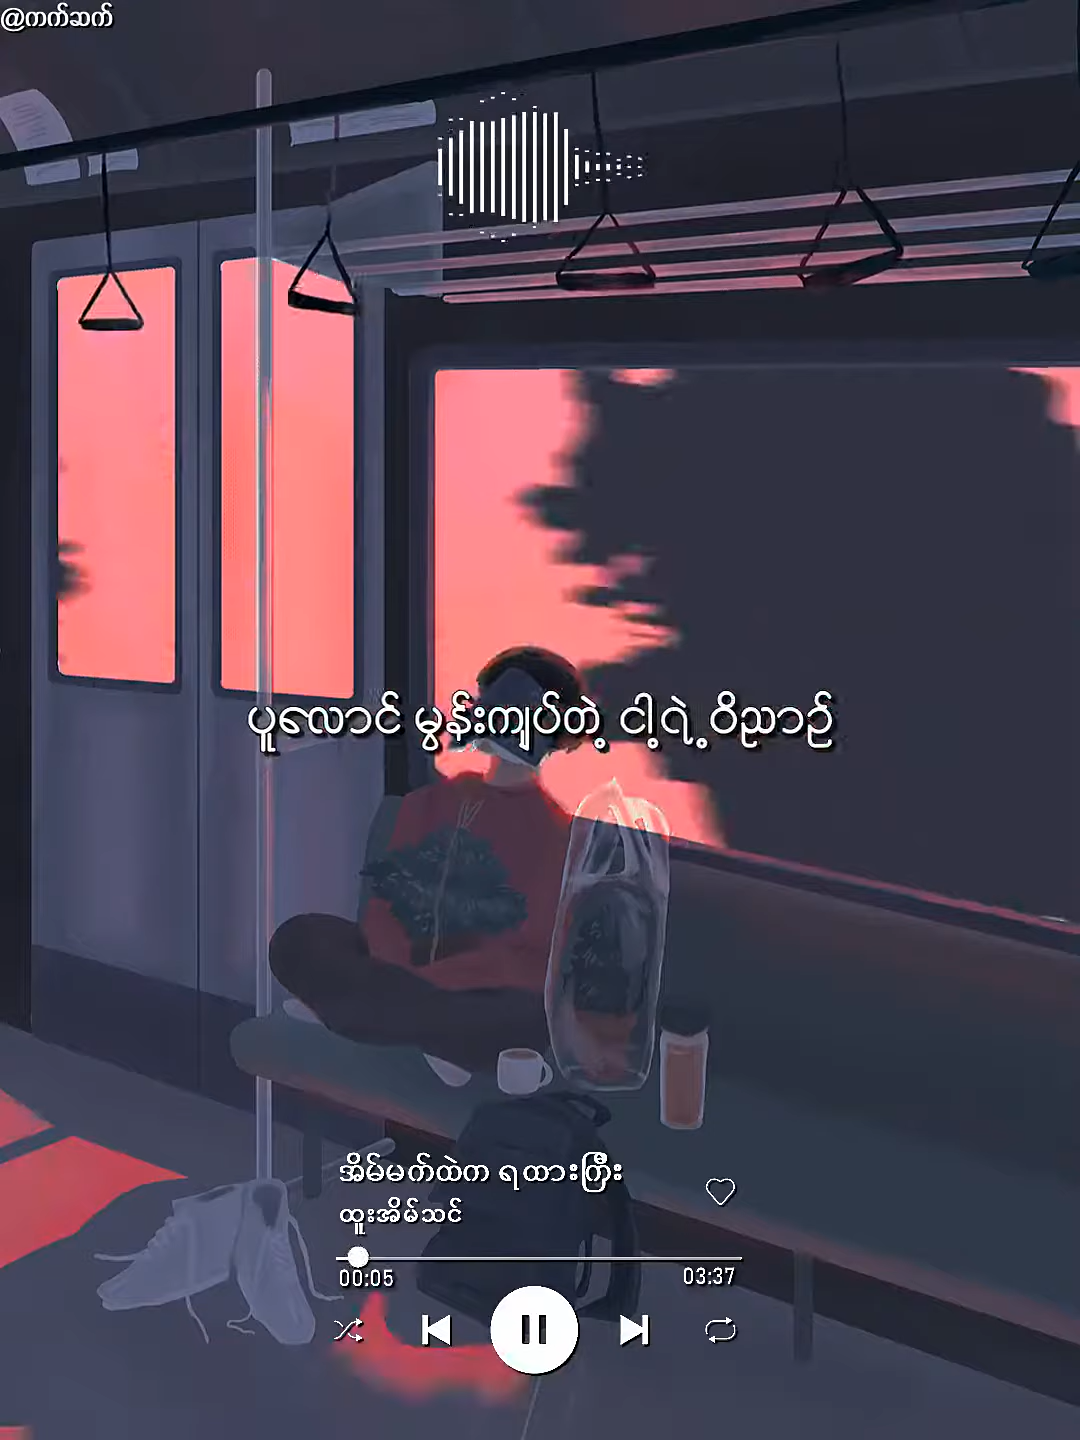 @ကက်ဆက်
ပူလောင် မွန်းကျပ်တဲ့ ငါ့ရဲ့ဝိညာဉ်
အိမ်မက်ထဲက ရထားကြီး
ထူးအိမ်သင်
00:05 03:37